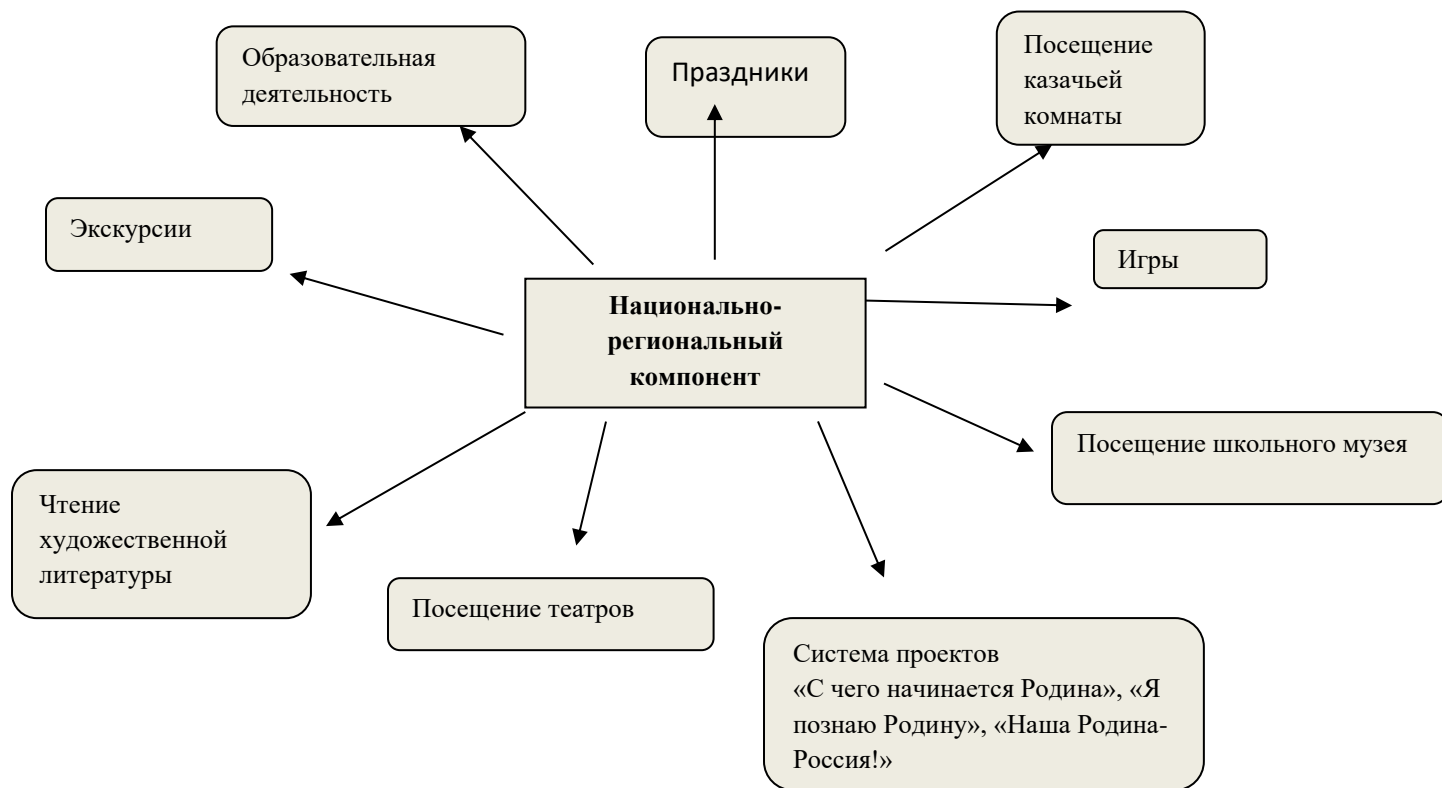 Образовательная
деятельность
Праздники
Посещение
казачьей
комнаты
Экскурсии
Игры
Национально-
региональный
компонент
Посещение школьного музея
Чтение
художественной
литературы
Посещение театров
Система проектов
«С чего начинается Родина», «Я
познаю Родину», «Наша Родина-
Россия!»